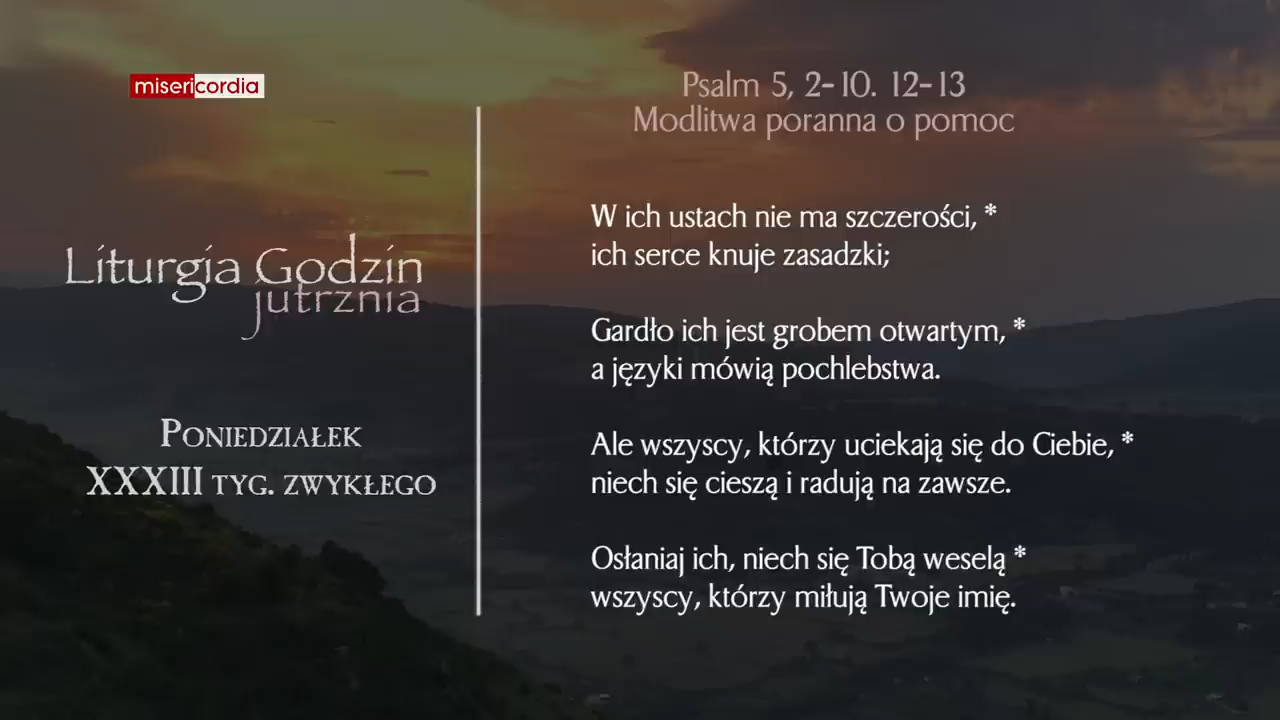 misericordia
Liturgia Godzin
jutrznia
Poniedziałek
XXXIII tyg. zwykłego
Psalm 5, 2-10. 12-13
Modlitwa poranna o pomoc
W ich ustach nie ma szczerości, *
ich serce knuje zasadzki;
Gardło ich jest grobem otwartym, *
a języki mówią pochlebstwa.
Ale wszyscy, którzy uciekają się do Ciebie, *
niech się cieszą i radują na zawsze.
Osłaniaj ich, niech się Tobą weselą *
wszyscy, którzy miłują Twoje imię.